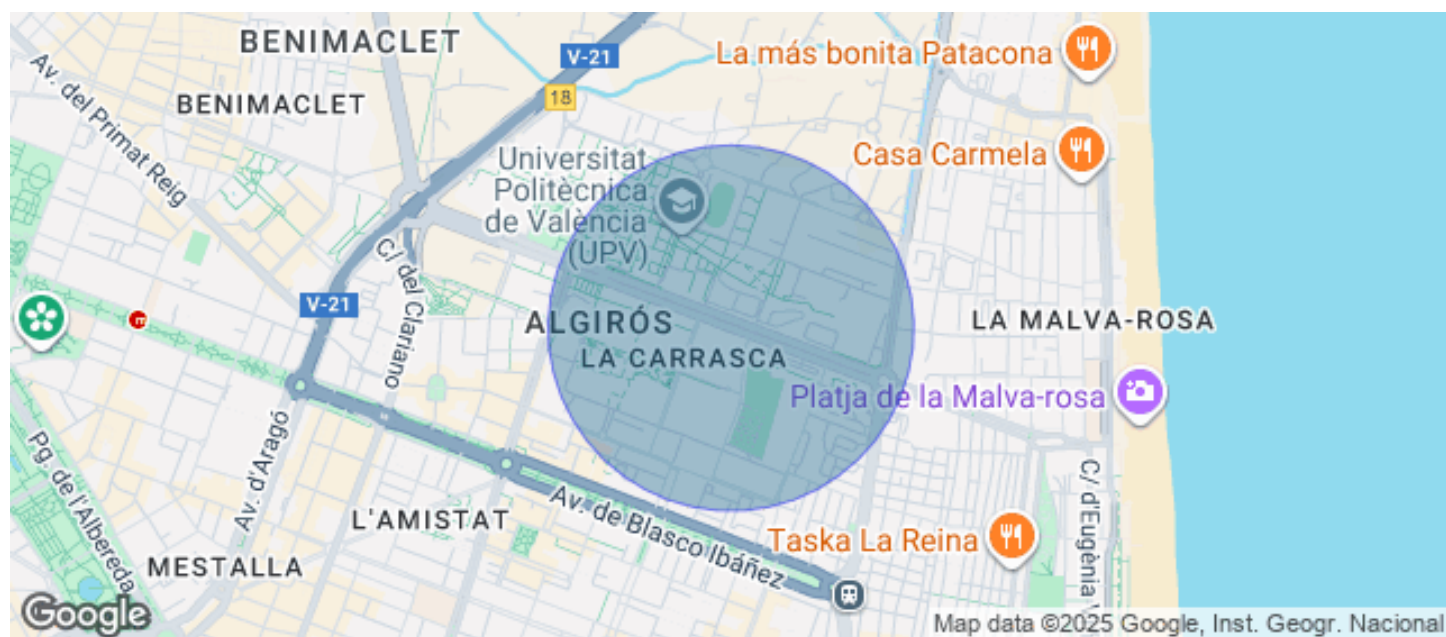 BENIMACLET
V-21
La más bonita Patacona
Av. del Primat Reig
BENIMACLET
18
Universitat
Politècnica
de València
(UPV)
Casa Carmela
C/ del Clariano
V-21
ALGIRÓS
LA CARRASCA
LA MALVA-ROSA
Platja de la Malva-rosa
Av. d'Aragó
Pg. de l'Albereda
L'AMISTAT
Av. de Blasco Ibáñez
MESTALLA
Taska La Reina
C/ d'Eugènia
Google
Map data ©2025 Google, Inst. Geogr. Nacional